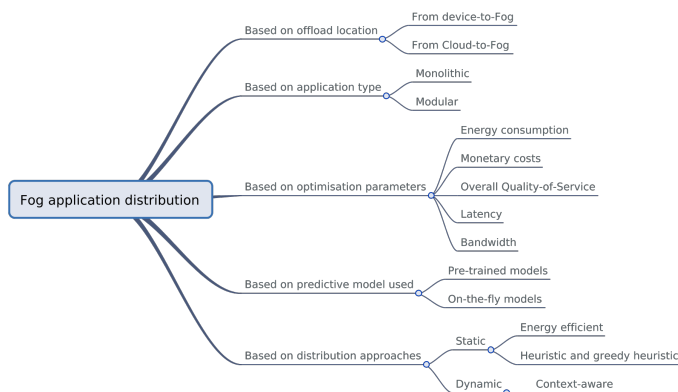 Fog application distribution
Based on offload location
From device-to-Fog
From Cloud-to-Fog
Based on application type
Monolithic
Modular
Based on optimisation parameters
Energy consumption
Monetary costs
Overall Quality-of-Service
Latency
Bandwidth
Based on predictive model used
Pre-trained models
On-the-fly models
Based on distribution approaches
Static
Energy efficient
Heuristic and greedy heuristic
Dynamic
Context-aware